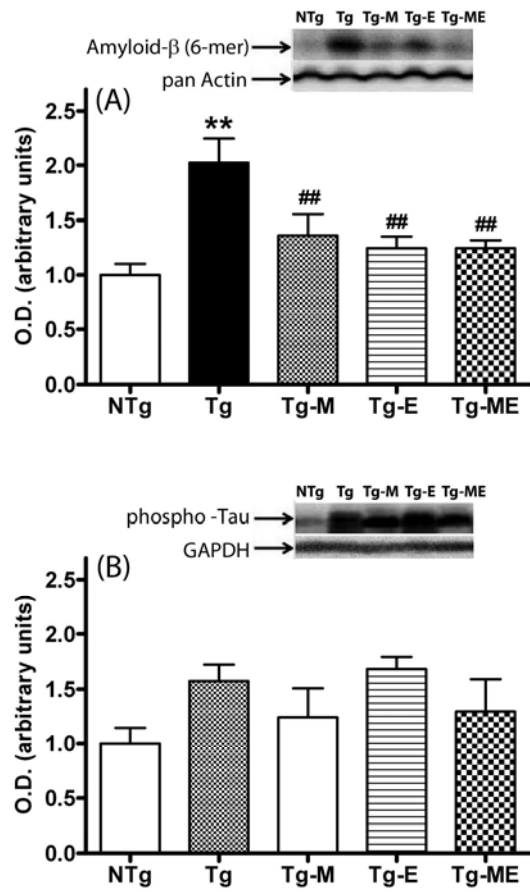 NTg Tg Tg-M Tg-E Tg-ME
Amyloid-β (6-mer)
pan Actin
(A)
O.D. (arbitrary units)
2.5
2.0
1.5
1.0
0.5
0.0
**
##
##
##
NTg Tg Tg-M Tg-E Tg-ME
NTg Tg Tg-M Tg-E Tg-ME
phospho -Tau
GAPDH
(B)
O.D. (arbitrary units)
2.5
2.0
1.5
1.0
0.5
0.0
NTg Tg Tg-M Tg-E Tg-ME